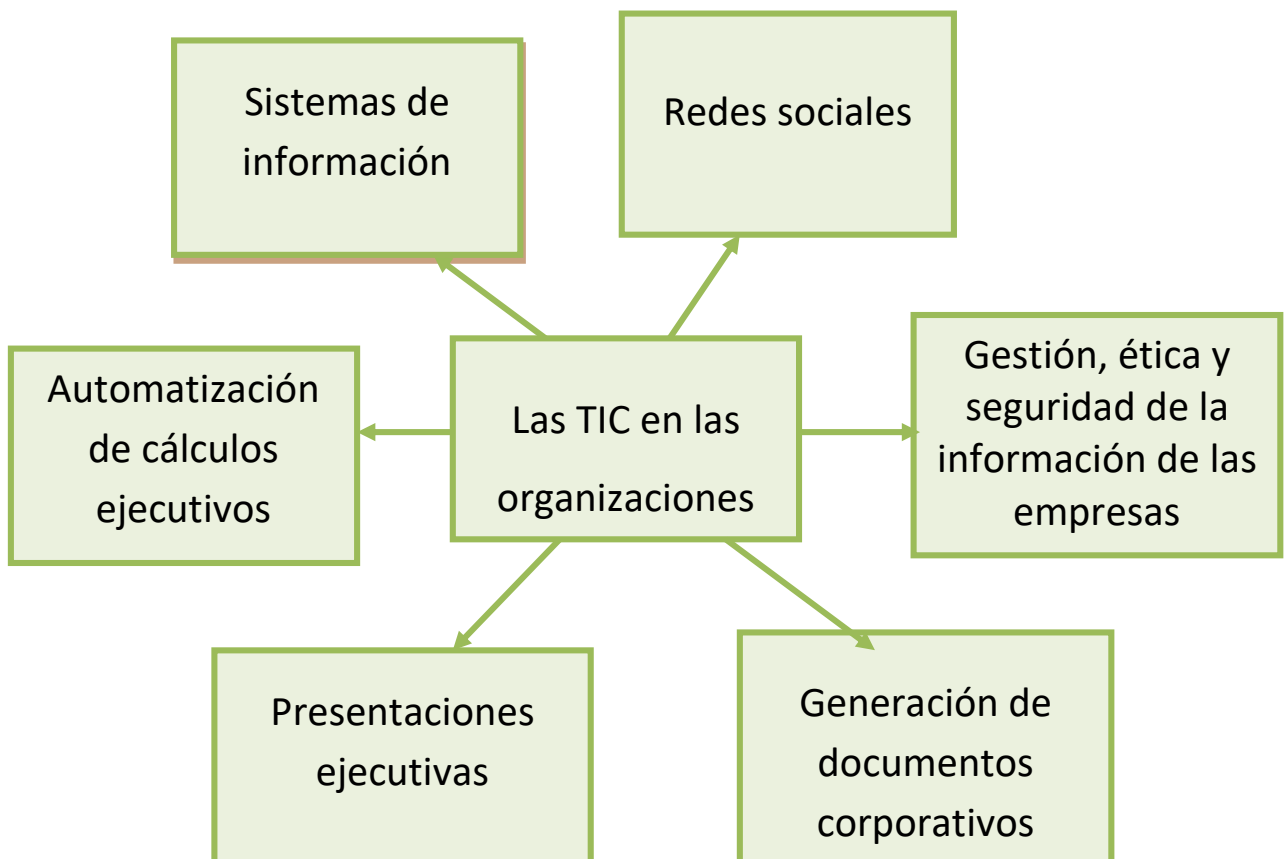 Sistemas de
información
Redes sociales
Automatización
de cálculos
ejecutivos
Las TIC en las
organizaciones
Gestión, ética y
seguridad de la
información de las
empresas
Presentaciones
ejecutivas
Generación de
documentos
corporativos